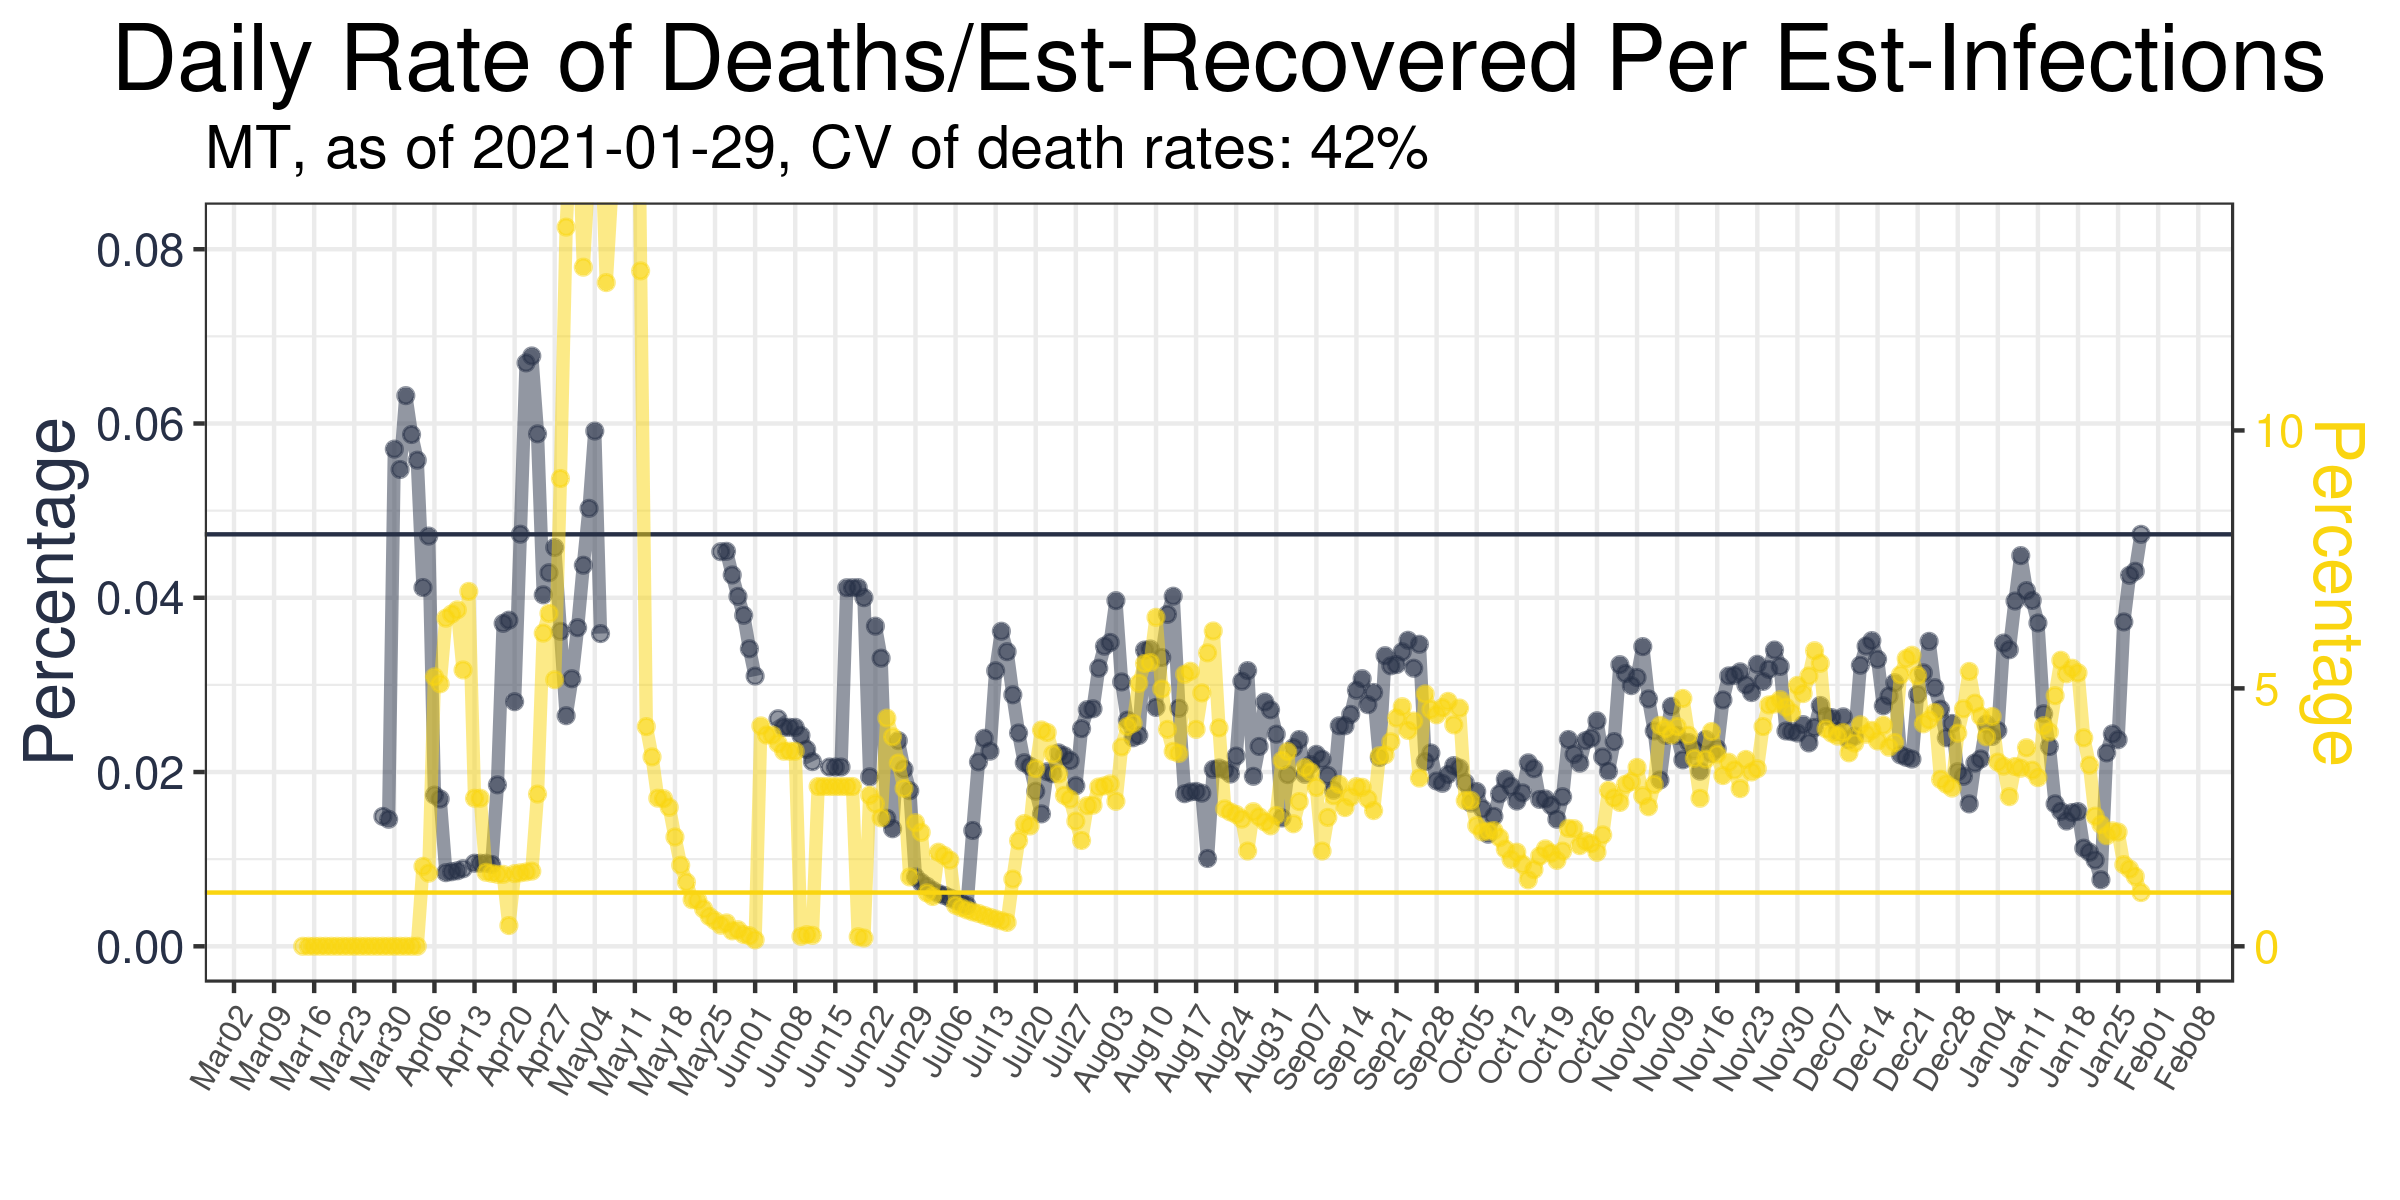 Daily Rate of Deaths/Est-Recovered Per Est-Infections
MT, as of 2021-01-29, CV of death rates: 42%
Percentage
0.08
0.06
0.04
0.02
0.00
10
5
0
Percentage
Mar02
Mar09
Mar16
Mar23
Mar30
Apr06
Apr13
Apr20
Apr27
May04
May11
May18
May25
Jun01
Jun08
Jun15
Jun22
Jun29
Jul06
Jul13
Jul20
Jul27
Aug03
Aug10
Aug17
Aug24
Aug31
Sep07
Sep14
Sep21
Sep28
Oct05
Oct12
Oct19
Oct26
Nov02
Nov09
Nov16
Nov23
Nov30
Dec07
Dec14
Dec21
Dec28
Jan04
Jan11
Jan18
Jan25
Feb01
Feb08